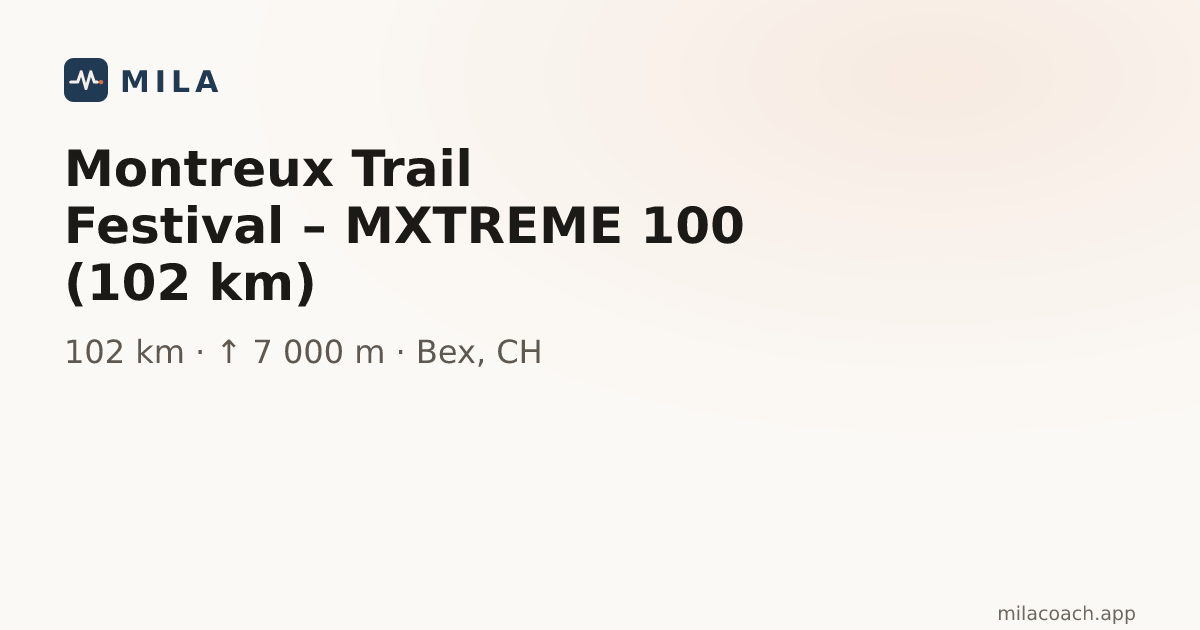 MILA
Montreux Trail
Festival – MXTREME 100
(102 km)
102 km · ↑ 7 000 m · Bex, CH
milacoach.app